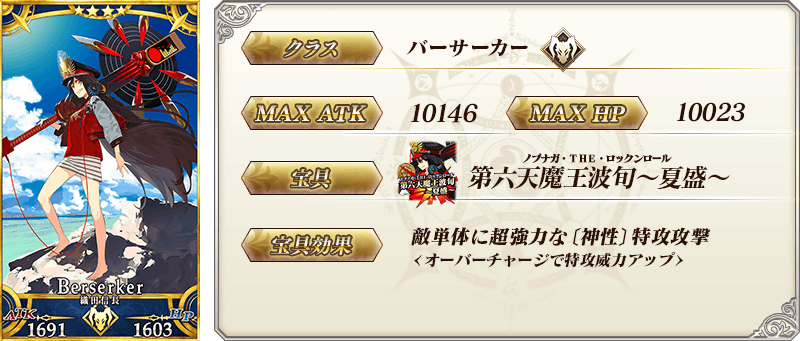 Berserker
織田信長
ATK
HP
1691
1603
クラス
バーサーカー
MAX ATK
10146
MAX HP
10023
宝具
ノブナガ・THE・ロックンロール
第六天魔王波旬～夏盛～
宝具効果
敵単体に超強力な〔神性〕特攻攻撃
<オーバーチャージで特攻威力アップ>